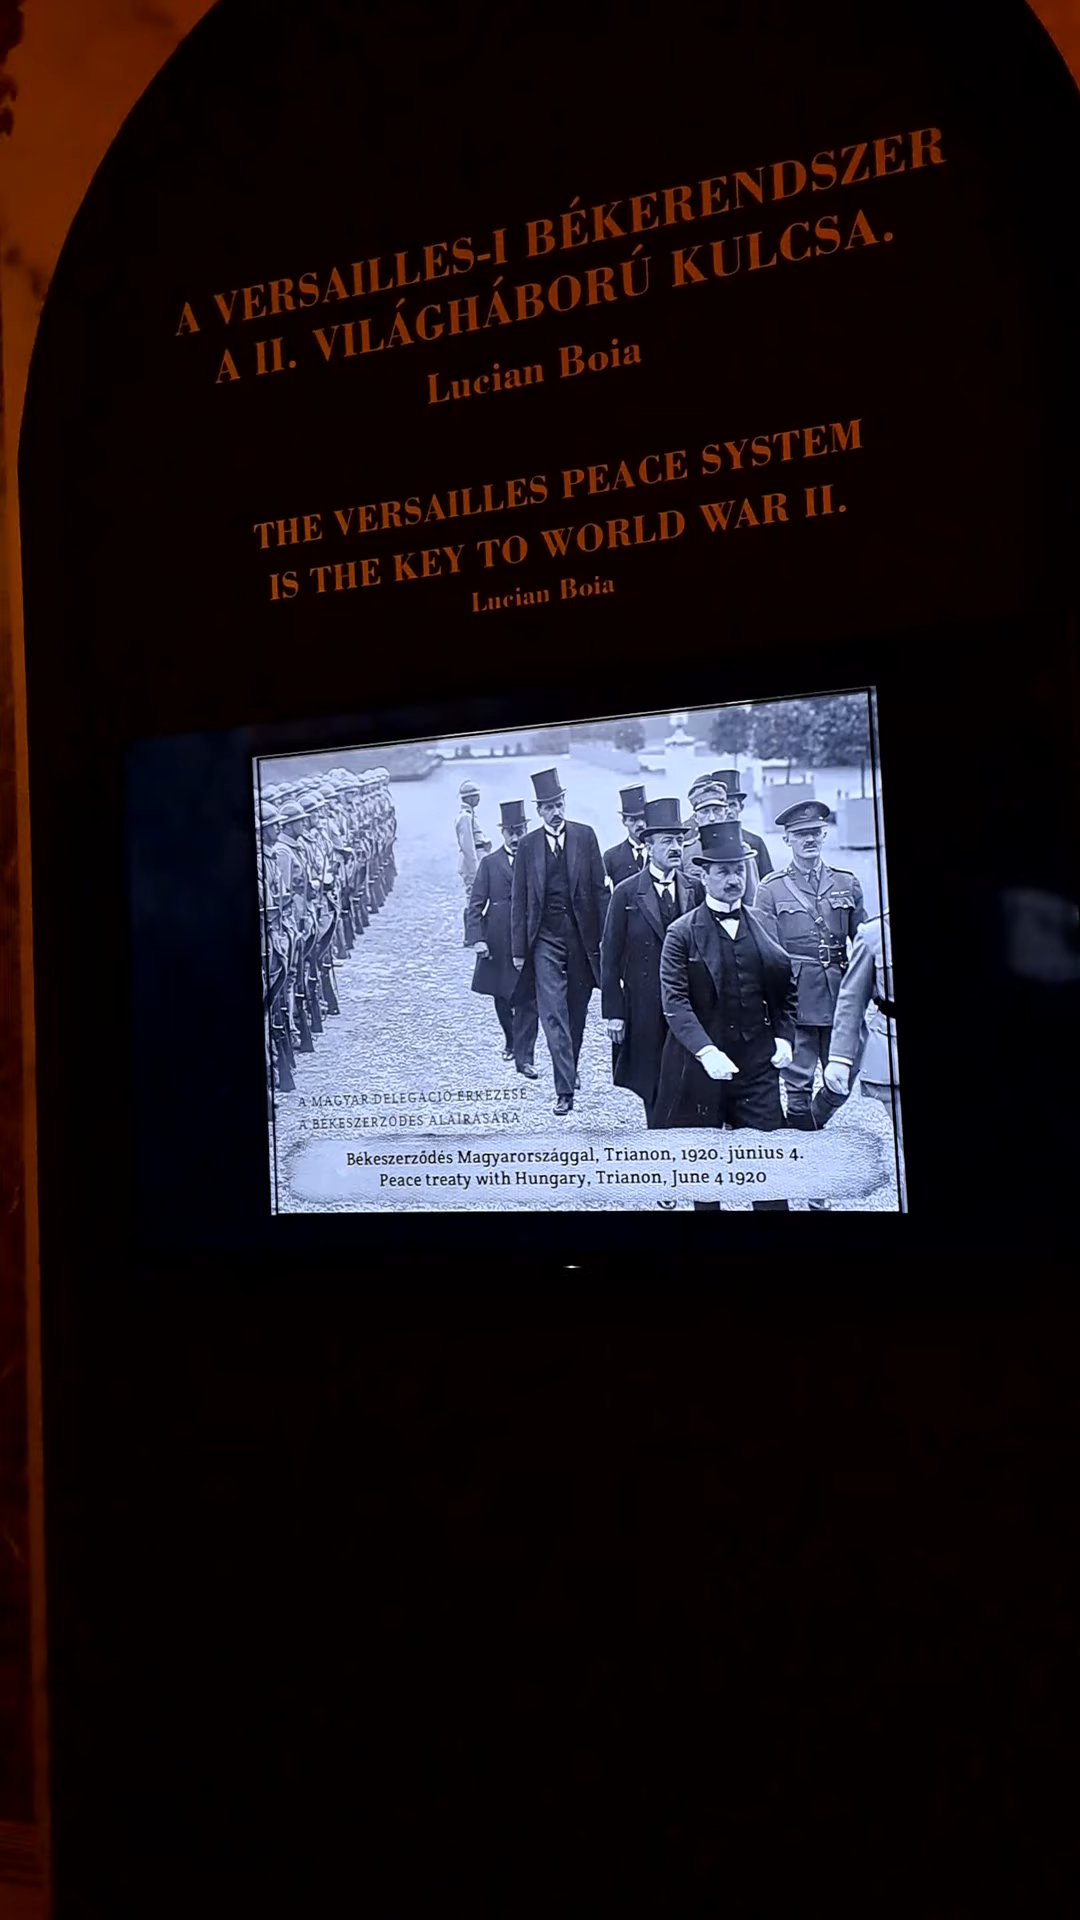 A VERSAILLES-I BÉKERENDSZER
A II. VILÁGHÁBORÚ KULCSA.
Lucian Boia
THE VERSAILLES PEACE SYSTEM
IS THE KEY TO WORLD WAR II.
Lucian Boia
A MAGYAR DELEGÁCIÓ ÉRKEZÉSE
A BÉKESZERZŐDÉS ALÁÍRÁSÁRA
Békeszerződés Magyarországgal, Trianon, 1920. június 4.
Peace treaty with Hungary, Trianon, June 4 1920